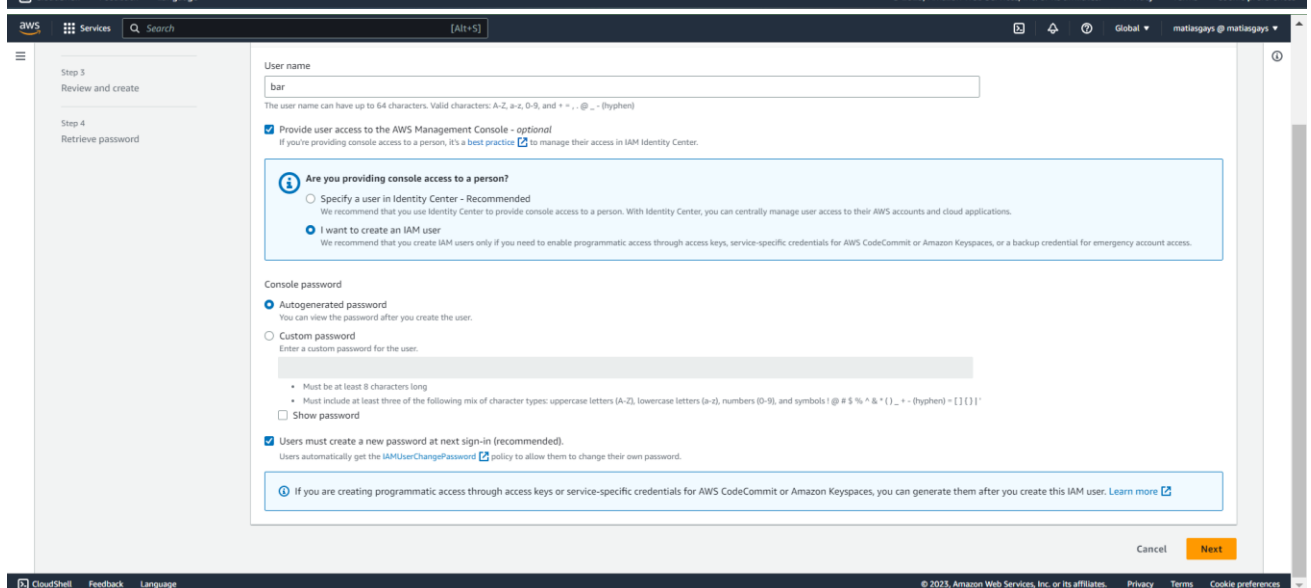 aws Services Search [Alt+S] Global matiasgays @ matiasgays
Step 3
Review and create
Step 4
Retrieve password
User name
bar
The user name can have up to 64 characters. Valid characters: A-Z, a-z, 0-9, and + = , . @ _ - (hyphen)
Provide user access to the AWS Management Console - optional
If you're providing console access to a person, it's a best practice to manage their access in IAM Identity Center.
Are you providing console access to a person?
Specify a user in Identity Center - Recommended
We recommend that you use Identity Center to provide console access to a person. With Identity Center, you can centrally manage user access to their AWS accounts and cloud applications.
I want to create an IAM user
We recommend that you create IAM users only if you need to enable programmatic access through access keys, service-specific credentials for AWS CodeCommit or Amazon Keyspaces, or a backup credential for emergency account access.
Console password
Autogenerated password
You can view the password after you create the user.
Custom password
Enter a custom password for the user.
• Must be at least 8 characters long
• Must include at least three of the following mix of character types: uppercase letters (A-Z), lowercase letters (a-z), numbers (0-9), and symbols ! @ # $ % ^ & * ( ) _ + - (hyphen) = [ ] { } | '
Show password
Users must create a new password at next sign-in (recommended).
Users automatically get the IAMUserChangePassword policy to allow them to change their own password.
If you are creating programmatic access through access keys or service-specific credentials for AWS CodeCommit or Amazon Keyspaces, you can generate them after you create this IAM user. Learn more
Cancel Next
CloudShell Feedback Language © 2023, Amazon Web Services, Inc. or its affiliates. Privacy Terms Cookie preferences